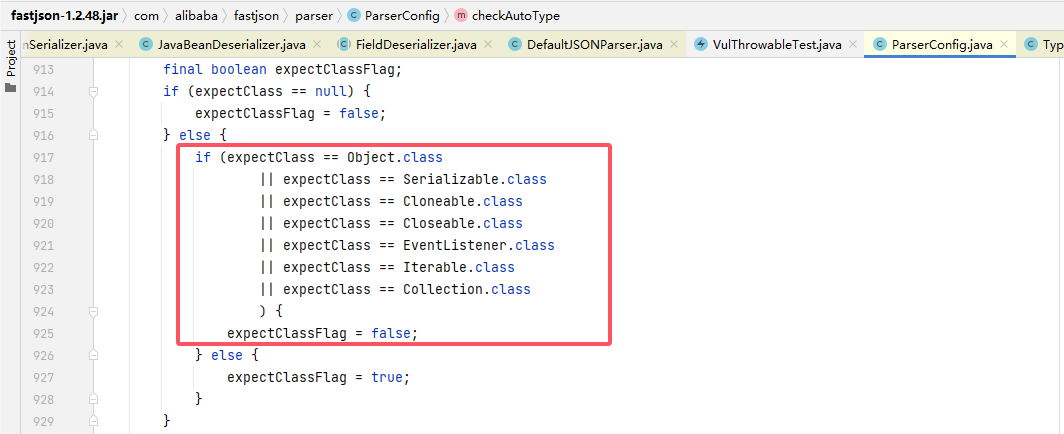 fastjson-1.2.48.jar com alibaba fastjson parser ParserConfig checkAutoType
Project
nSerializer.java JavaBeanDeserializer.java FieldDeserializer.java DefaultJSONParser.java VulThrowableTest.java ParserConfig.java Typ
913 final boolean expectClassFlag;
914 if (expectClass == null) {
915 expectClassFlag = false;
916 } else {
917 if (expectClass == Object.class
918 || expectClass == Serializable.class
919 || expectClass == Cloneable.class
920 || expectClass == Closeable.class
921 || expectClass == EventListener.class
922 || expectClass == Iterable.class
923 || expectClass == Collection.class
924 ) {
925 expectClassFlag = false;
926 } else {
927 expectClassFlag = true;
928 }
929 }